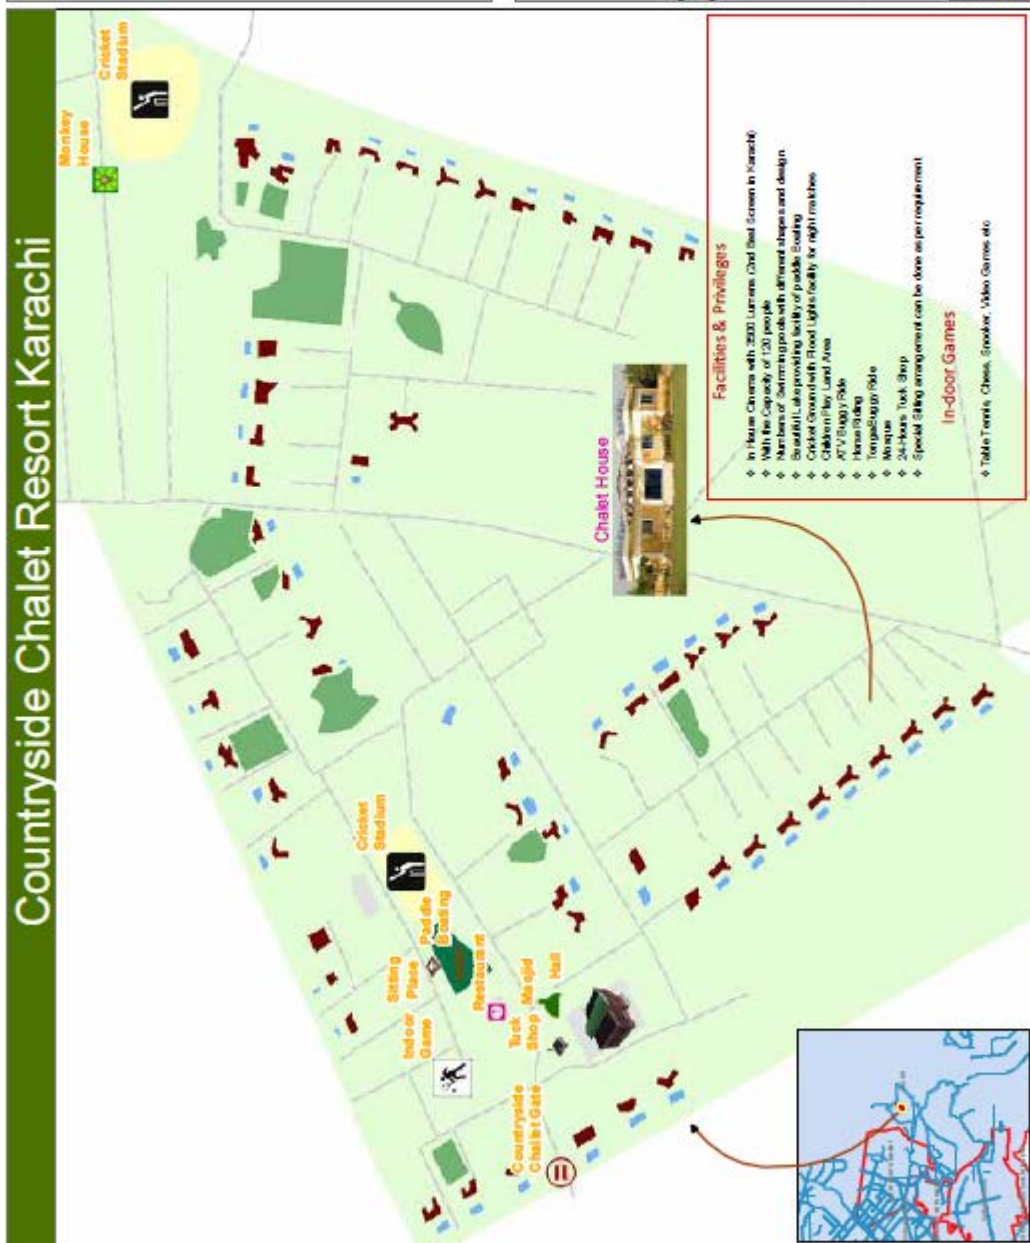 Countryside Chalet Resort Karachi
Monkey
House
Cricket
Stadium
Cricket
Stadium
Sitting
Place
Paddle
Boating
Indoor
Game
Restaurant
Tuck
Shop
Masjid
Hall
Countryside
Challet Gate
Chalet House
Facilities & Privileges
❖ In House Cinema with 3500 Lumens (2nd Best Screen in Karachi)
❖ With the Capacity of 120 people
❖ Numbers of Swimming pools with different shapes and design
❖ Beautiful Lake providing facility of paddle Boating
❖ Cricket Ground with Flood Lights facility for night matches
❖ Children Play Land Area
❖ ATV Buggy Ride
❖ Horse Riding
❖ Tonga Buggy Ride
❖ Mosque
❖ 24-Hours Tuck Shop
❖ Special Sitting arrangement can be done as per requirement
In-door Games
❖ Table Tennis, Chess, Snooker, Video Games etc